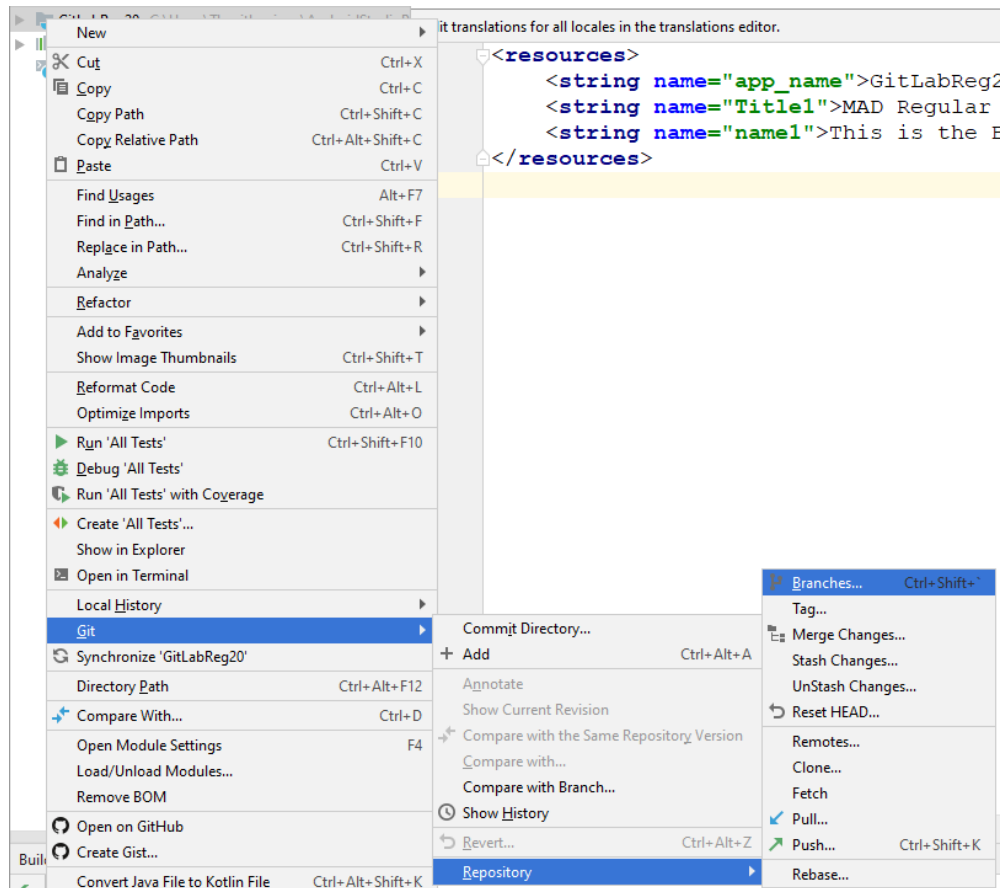 New
Cut Ctrl+X
Copy Ctrl+C
Copy Path Ctrl+Shift+C
Copy Relative Path Ctrl+Alt+Shift+C
Paste Ctrl+V
Find Usages Alt+F7
Find in Path... Ctrl+Shift+F
Replace in Path... Ctrl+Shift+R
Analyze
Refactor
Add to Favorites
Show Image Thumbnails Ctrl+Shift+T
Reformat Code Ctrl+Alt+L
Optimize Imports Ctrl+Alt+O
Run 'All Tests' Ctrl+Shift+F10
Debug 'All Tests'
Run 'All Tests' with Coverage
Create 'All Tests'...
Show in Explorer
Open in Terminal
Local History
Git
Synchronize 'GitLabReg20'
Directory Path Ctrl+Alt+F12
Compare With... Ctrl+D
Open Module Settings F4
Load/Unload Modules...
Remove BOM
Open on GitHub
Create Gist...
Convert Java File to Kotlin File Ctrl+Alt+Shift+K
Buil
it translations for all locales in the translations editor.
<resources>
<string name="app_name">GitLabReg2
<string name="Title1">MAD Regular
<string name="name1">This is the
</resources>
Commit Directory...
Add Ctrl+Alt+A
Annotate
Show Current Revision
Compare with the Same Repository Version
Compare with...
Compare with Branch...
Show History
Revert... Ctrl+Alt+Z
Repository
Branches... Ctrl+Shift+`
Tag...
Merge Changes...
Stash Changes...
UnStash Changes...
Reset HEAD...
Remotes...
Clone...
Fetch
Pull...
Push... Ctrl+Shift+K
Rebase...